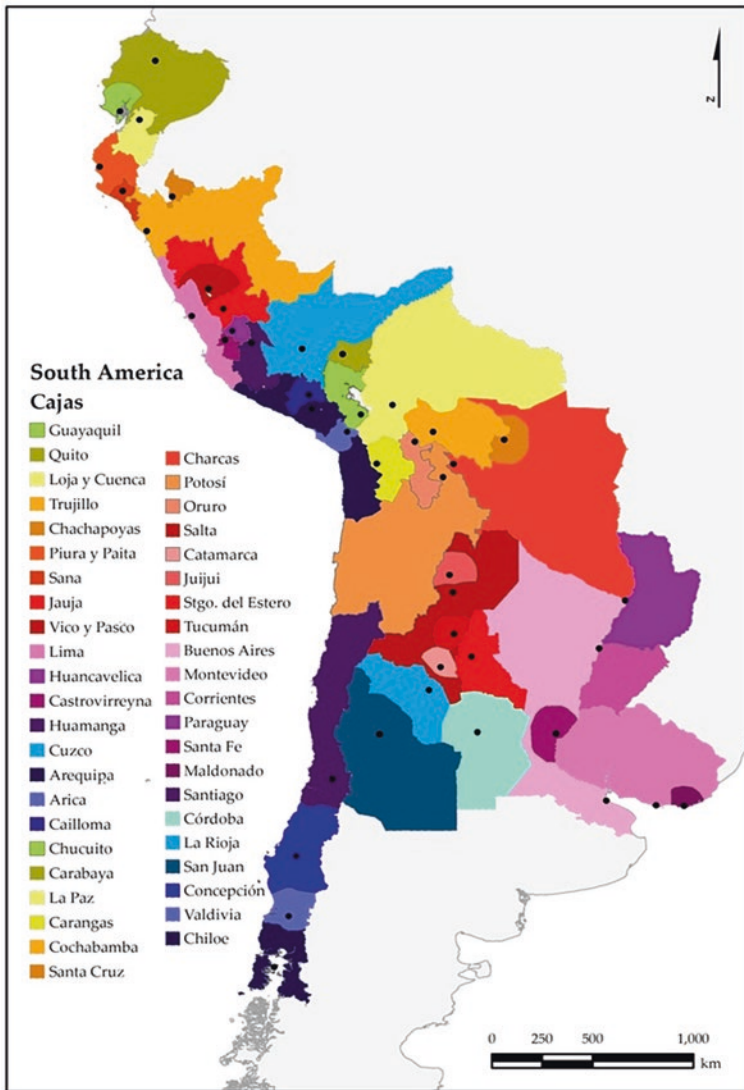 N
South America
Cajas
Guayaquil
Quito
Loja y Cuenca
Trujillo
Chachapoyas
Piura y Paita
Sana
Jauja
Vico y Pasco
Lima
Huancavelica
Castrovirreyna
Huamanga
Cuzco
Arequipa
Arica
Cailloma
Chucuito
Carabaya
La Paz
Carangas
Cochabamba
Santa Cruz
Charcas
Potosí
Oruro
Salta
Catamarca
Juijui
Stgo. del Estero
Tucumán
Buenos Aires
Montevideo
Corrientes
Paraguay
Santa Fe
Maldonado
Santiago
Córdoba
La Rioja
San Juan
Concepción
Valdivia
Chiloe
0 250 500 1,000
km